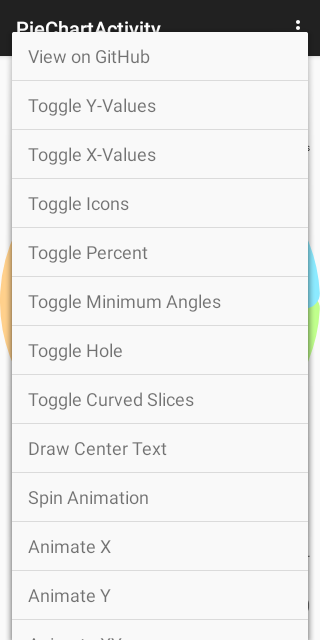 PieChartActivity
View on GitHub
Toggle Y-Values
Toggle X-Values
Toggle Icons
Toggle Percent
Toggle Minimum Angles
Toggle Hole
Toggle Curved Slices
Draw Center Text
Spin Animation
Animate X
Animate Y